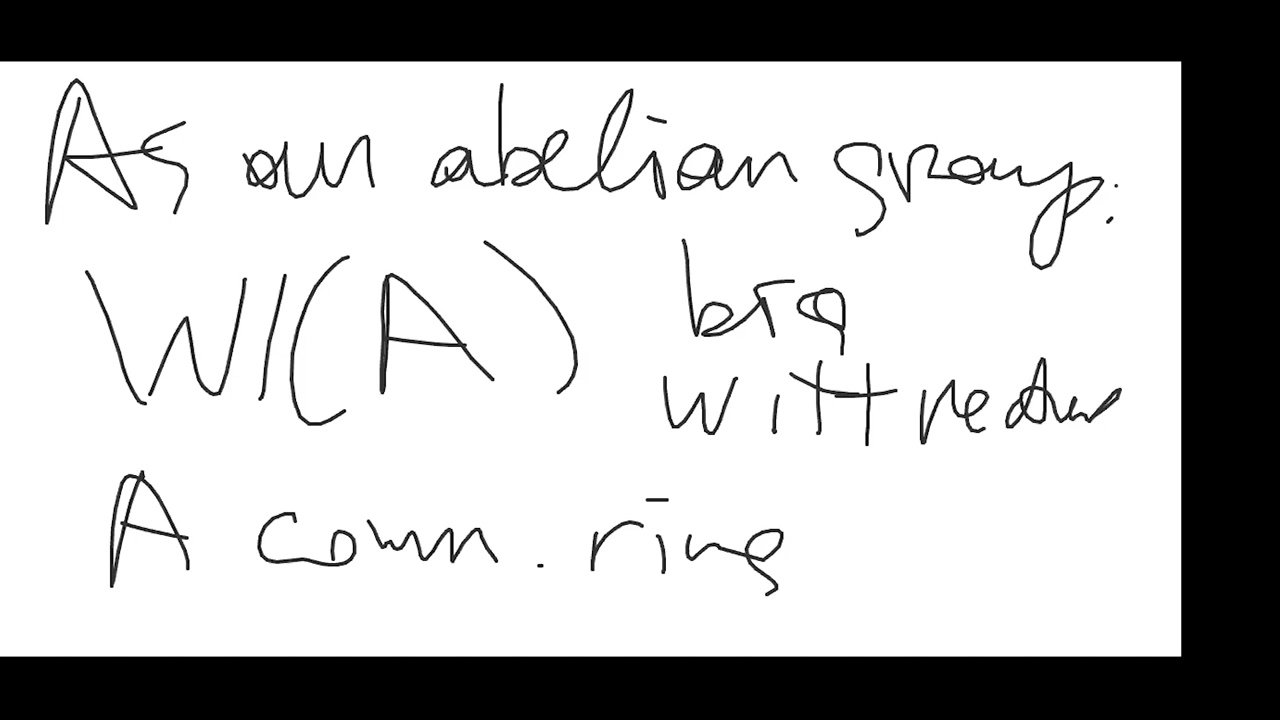 As an abelian group:
W(A) big
Witt vectors
A comm. ring